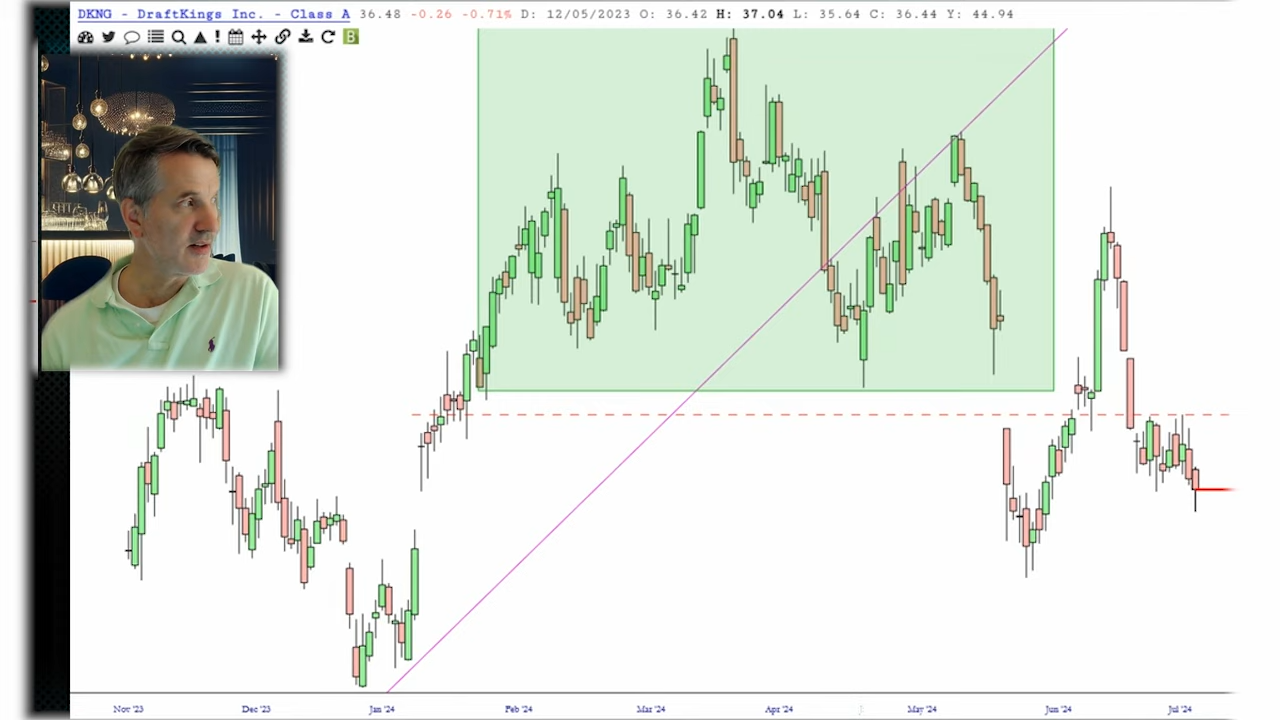 DKNG - DraftKings Inc. - Class A 36.48 -0.26 -0.71% D: 12/05/2023 O: 36.42 H: 37.04 L: 35.64 C: 36.44 Y: 44.94
B
Nov '23 Dec '23 Jan '24 Feb '24 Mar '24 Apr '24 May '24 Jun '24 Jul '24